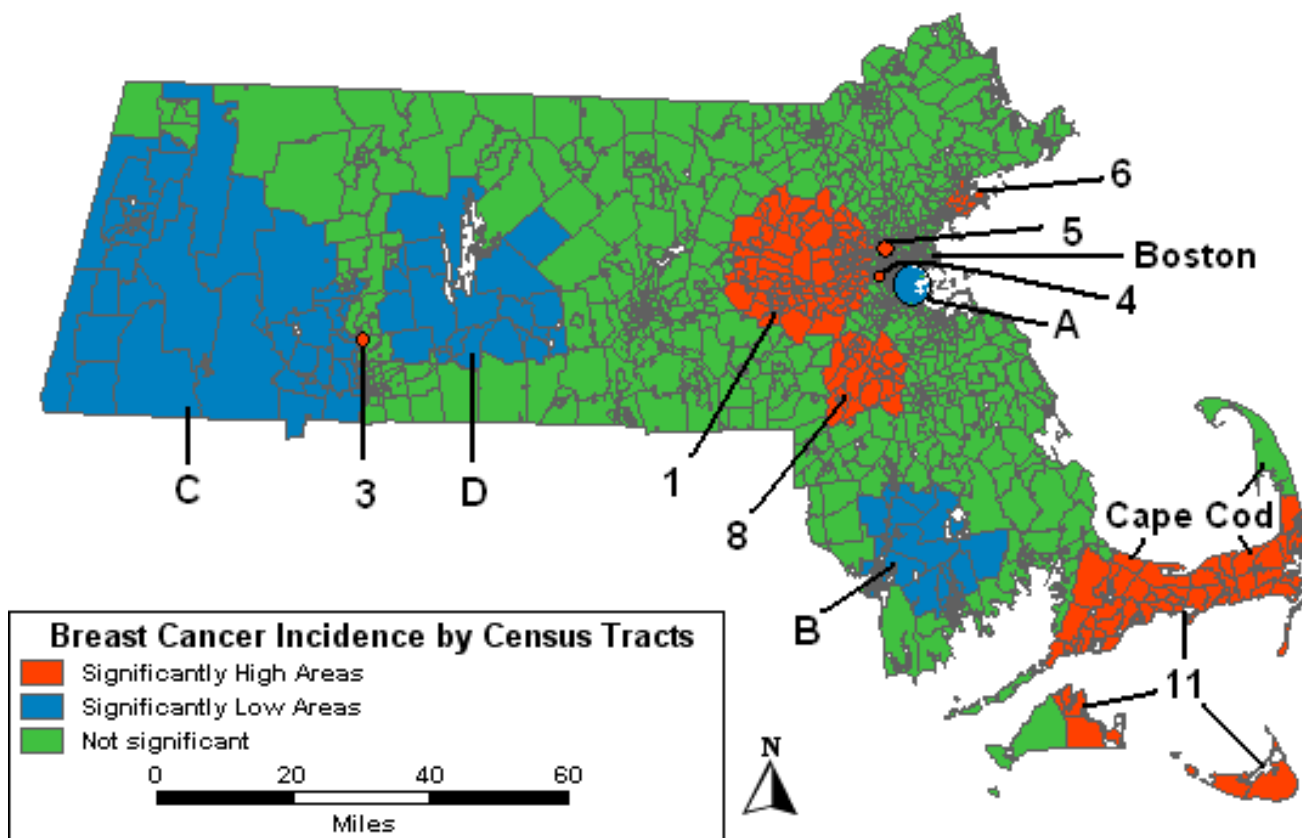 6
5
Boston
4
A
1
8
C
3
D
Cape Cod
B
11
Breast Cancer Incidence by Census Tracts
Significantly High Areas
Significantly Low Areas
Not significant
0 20 40 60
Miles
N